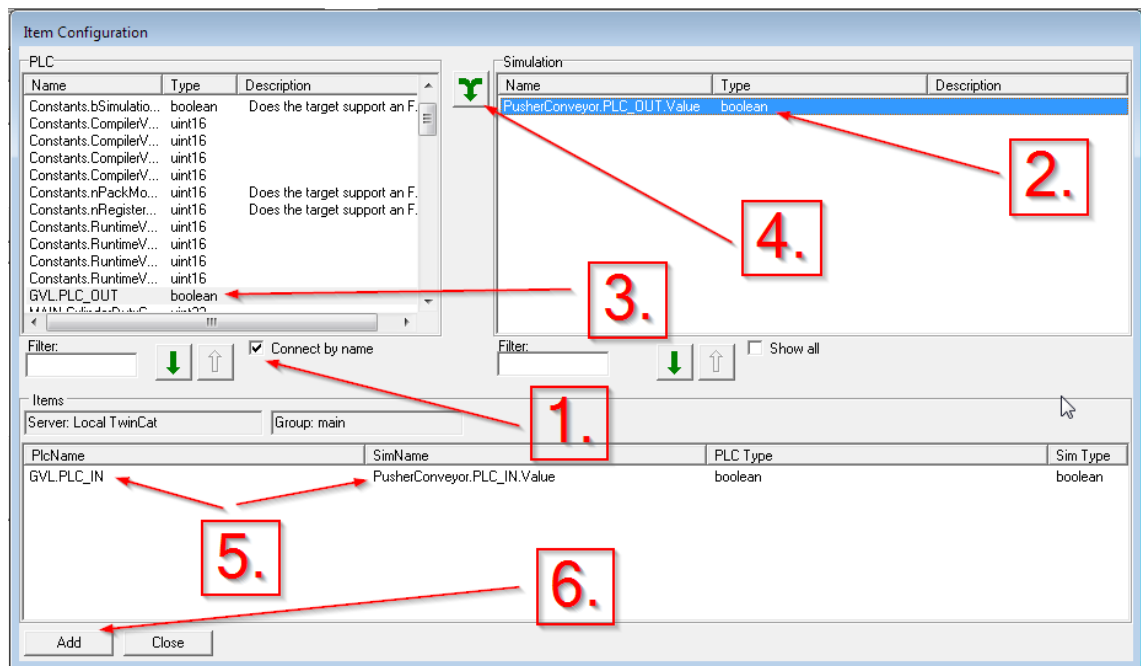 Item Configuration
PLC
Name Type Description
Constants.bSimulatio... boolean Does the target support an F.
Constants.CompilerV... uint16
Constants.CompilerV... uint16
Constants.CompilerV... uint16
Constants.CompilerV... uint16
Constants.nPackMo... uint16 Does the target support an F.
Constants.nRegister... uint16 Does the target support an F.
Constants.RuntimeV... uint16
Constants.RuntimeV... uint16
Constants.RuntimeV... uint16
Constants.RuntimeV... uint16
GVL.PLC_OUT boolean
Filter:
Connect by name
Simulation
Name Type Description
PusherConveyor.PLC_OUT.Value boolean
Filter:
Show all
2.
4.
3.
1.
Items
Server: Local TwinCat Group: main
PlcName SimName PLC Type Sim Type
GVL.PLC_IN PusherConveyor.PLC_IN.Value boolean boolean
5.
6.
Add Close